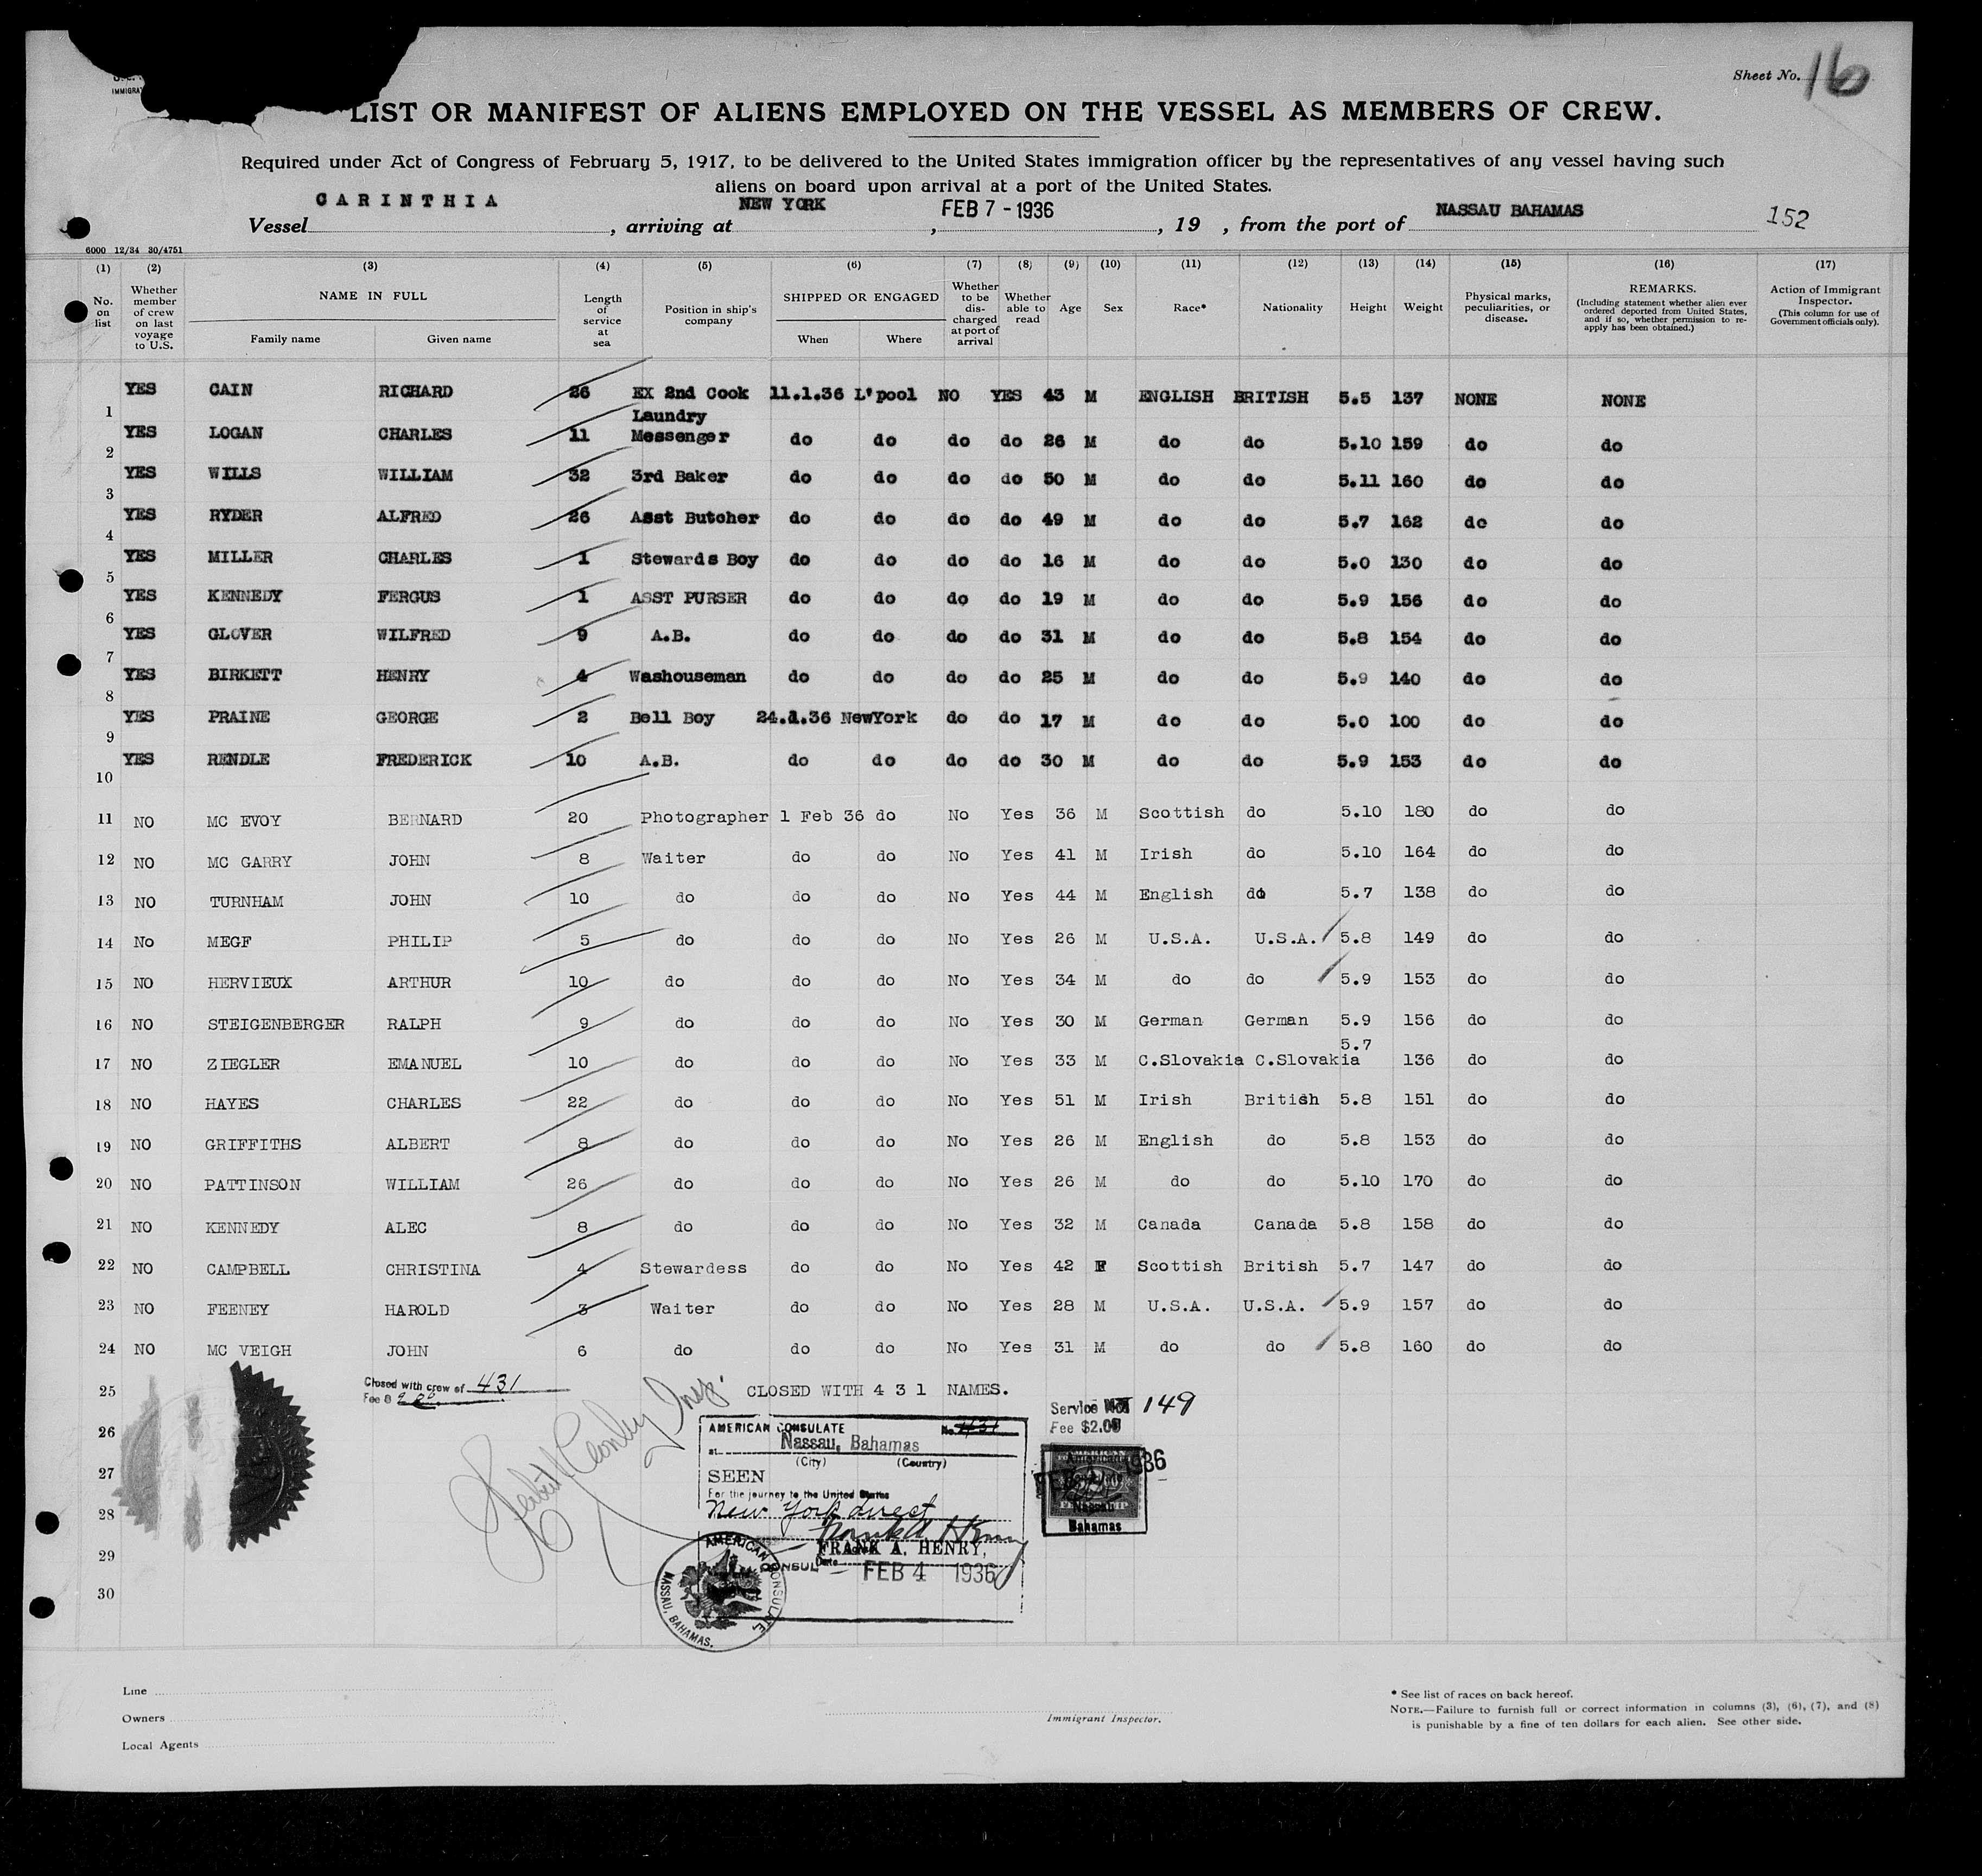 IMMIGRA
Sheet No. 16
LIST OR MANIFEST OF ALIENS EMPLOYED ON THE VESSEL AS MEMBERS OF CREW.
Required under Act of Congress of February 5, 1917, to be delivered to the United States immigration officer by the representatives of any vessel having such
aliens on board upon arrival at a port of the United States.
Vessel CARINTHIA, arriving at NEW YORK, FEB 7 - 1936, 19 , from the port of NASSAU BAHAMAS 152
6000 12/34 30/4751
(1) (2) (3) (4) (5) (6) (7) (8) (9) (10) (11) (12) (13) (14) (15) (16) (17)
No. on list
Whether member of crew on last voyage to U.S.
NAME IN FULL
Family name Given name
Length of service at sea
Position in ship's company
SHIPPED OR ENGAGED
When Where
Whether to be discharged at port of arrival
Whether able to read
Age Sex Race* Nationality Height Weight
Physical marks, peculiarities, or disease.
REMARKS.
(Including statement whether alien ever ordered deported from United States, and if so, whether permission to reapply has been obtained.)
Action of Immigrant Inspector.
(This column for use of Government officials only).
1 YES CAIN RICHARD 26 EX 2nd Cook 11.1.36 L'pool NO YES 43 M ENGLISH BRITISH 5.5 137 NONE NONE
2 YES LOGAN CHARLES 11 Laundry Messenger do do do do 26 M do do 5.10 159 do do
3 YES WILLS WILLIAM 32 3rd Baker do do do do 50 M do do 5.11 160 do do
4 YES RYDER ALFRED 26 Asst Butcher do do do do 49 M do do 5.7 162 do do
5 YES MILLER CHARLES 1 Stewards Boy do do do do 16 M do do 5.0 130 do do
6 YES KENNEDY FERGUS 1 ASST PURSER do do do do 19 M do do 5.9 156 do do
7 YES GLOVER WILFRED 9 A.B. do do do do 31 M do do 5.8 154 do do
8 YES BIRKETT HENRY 4 Washouseman do do do do 25 M do do 5.9 140 do do
9 YES PRAINE GEORGE 2 Bell Boy 24.1.36 NewYork do do 17 M do do 5.0 100 do do
10 YES RENDLE FREDERICK 10 A.B. do do do do 30 M do do 5.9 153 do do
11 NO MC EVOY BERNARD 20 Photographer 1 Feb 36 do No Yes 36 M Scottish do 5.10 180 do do
12 NO MC GARRY JOHN 8 Waiter do do No Yes 41 M Irish do 5.10 164 do do
13 NO TURNHAM JOHN 10 do do do No Yes 44 M English do 5.7 138 do do
14 No MEGF PHILIP 5 do do do No Yes 26 M U.S.A. U.S.A. 5.8 149 do do
15 NO HERVIEUX ARTHUR 10 do do do No Yes 34 M do do 5.9 153 do do
16 NO STEIGENBERGER RALPH 9 do do do No Yes 30 M German German 5.9 156 do do
17 NO ZIEGLER EMANUEL 10 do do do No Yes 33 M C.Slovakia C.Slovakia 5.7 136 do do
18 NO HAYES CHARLES 22 do do do No Yes 51 M Irish British 5.8 151 do do
19 NO GRIFFITHS ALBERT 8 do do do No Yes 26 M English do 5.8 153 do do
20 NO PATTINSON WILLIAM 26 do do do No Yes 26 M do do 5.10 170 do do
21 NO KENNEDY ALEC 8 do do do No Yes 32 M Canada Canada 5.8 158 do do
22 NO CAMPBELL CHRISTINA 4 Stewardess do do No Yes 42 F Scottish British 5.7 147 do do
23 NO FEENEY HAROLD 3 Waiter do do No Yes 28 M U.S.A. U.S.A. 5.9 157 do do
24 NO MC VEIGH JOHN 6 do do do No Yes 31 M do do 5.8 160 do do
25
26
27
28
29
30
Closed with crew of 431
Fee $
CLOSED WITH 4 3 1 NAMES.
Service No. 149
Fee $2.00
AMERICAN CONSULATE No. 431
at Nassau, Bahamas
(City) (Country)
SEEN
For the journey to the United States
New York direct
FRANK A. HENRY,
CONSUL
Date FEB 4 1936
AMERICAN CONSULATE
NASSAU, BAHAMAS.
FEB 4 1936
American
Consulate
Nassau
Bahamas
Line
Owners
Local Agents
Immigrant Inspector.
* See list of races on back hereof.
NOTE.—Failure to furnish full or correct information in columns (3), (6), (7), and (8)
is punishable by a fine of ten dollars for each alien. See other side.